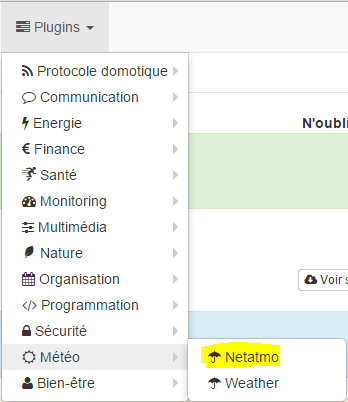 Plugins
Protocole domotique
Communication
Energie
N'oubli
€ Finance
Santé
Monitoring
Multimédia
Nature
Organisation
Voir s
</> Programmation
Sécurité
Météo
Netatmo
Bien-être
Weather